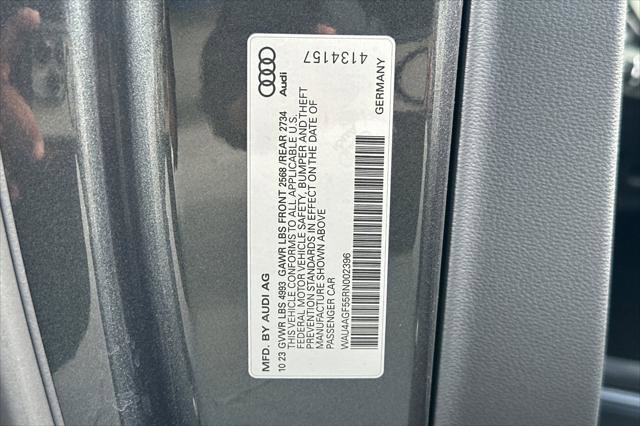 Audi
4134157
MFD. BY AUDI AG
GERMANY
10 23 GVWR LBS 4993 GAWR LBS FRONT 2568 /REAR 2734
THIS VEHICLE CONFORMS TO ALL APPLICABLE U.S.
FEDERAL MOTOR VEHICLE SAFETY, BUMPER AND THEFT
PREVENTION STANDARDS IN EFFECT ON THE DATE OF
MANUFACTURE SHOWN ABOVE
PASSENGER CAR
WAU4AGF55RN002396